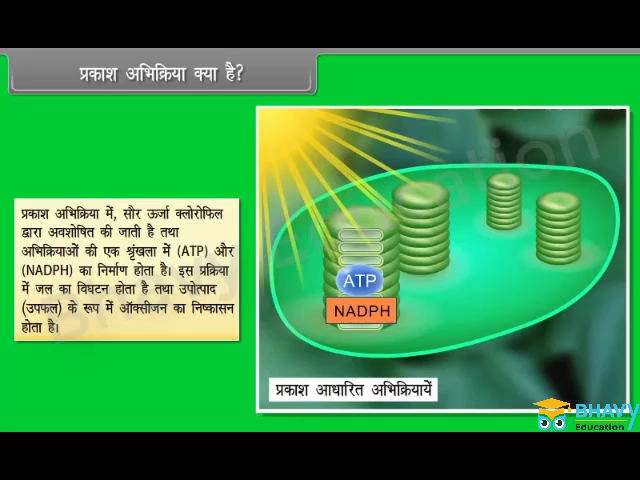 प्रकाश अभिक्रिया क्या है?
प्रकाश अभिक्रिया में, सौर ऊर्जा क्लोरोफिल
द्वारा अवशोषित की जाती है तथा
अभिक्रियाओं की एक श्रृंखला में (ATP) और
(NADPH) का निर्माण होता है। इस प्रक्रिया
में जल का विघटन होता है तथा उपोत्पाद
(उपफल) के रूप में ऑक्सीजन का निष्कासन
होता है।
ATP
NADPH
प्रकाश आधारित अभिक्रियायें
BHAVY
Education